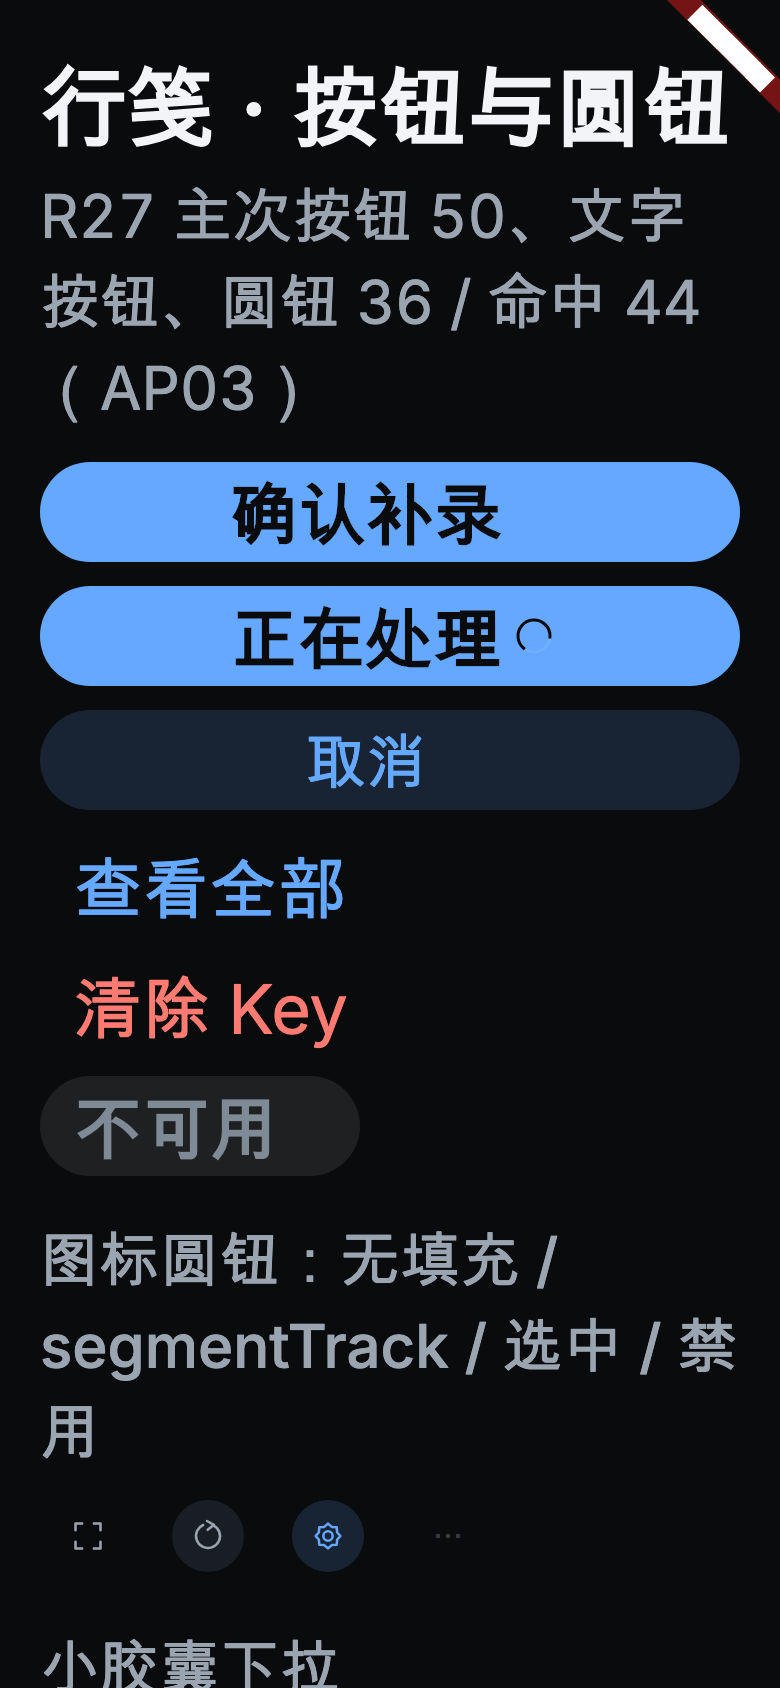 行笺 · 按钮与圆钮
R27 主次按钮 50、文字
按钮、圆钮 36 / 命中 44
（AP03）
确认补录
正在处理
取消
查看全部
清除 Key
不可用
图标圆钮：无填充 /
segmentTrack / 选中 / 禁
用
小胶囊下拉